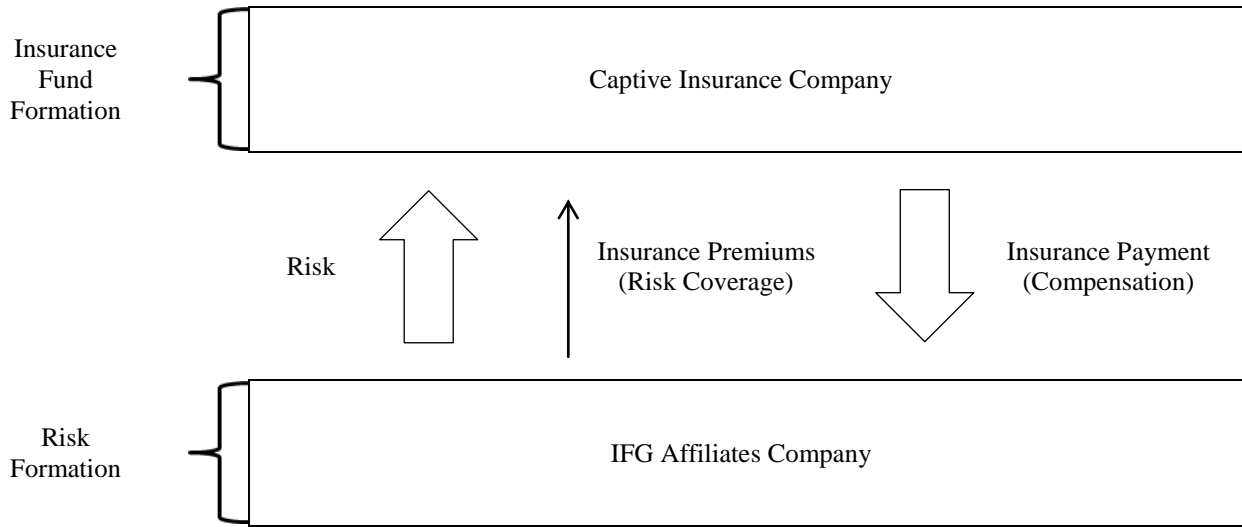 Insurance
Fund
Formation
Captive Insurance Company
Risk
Insurance Premiums
(Risk Coverage)
Insurance Payment
(Compensation)
Risk
Formation
IFG Affiliates Company